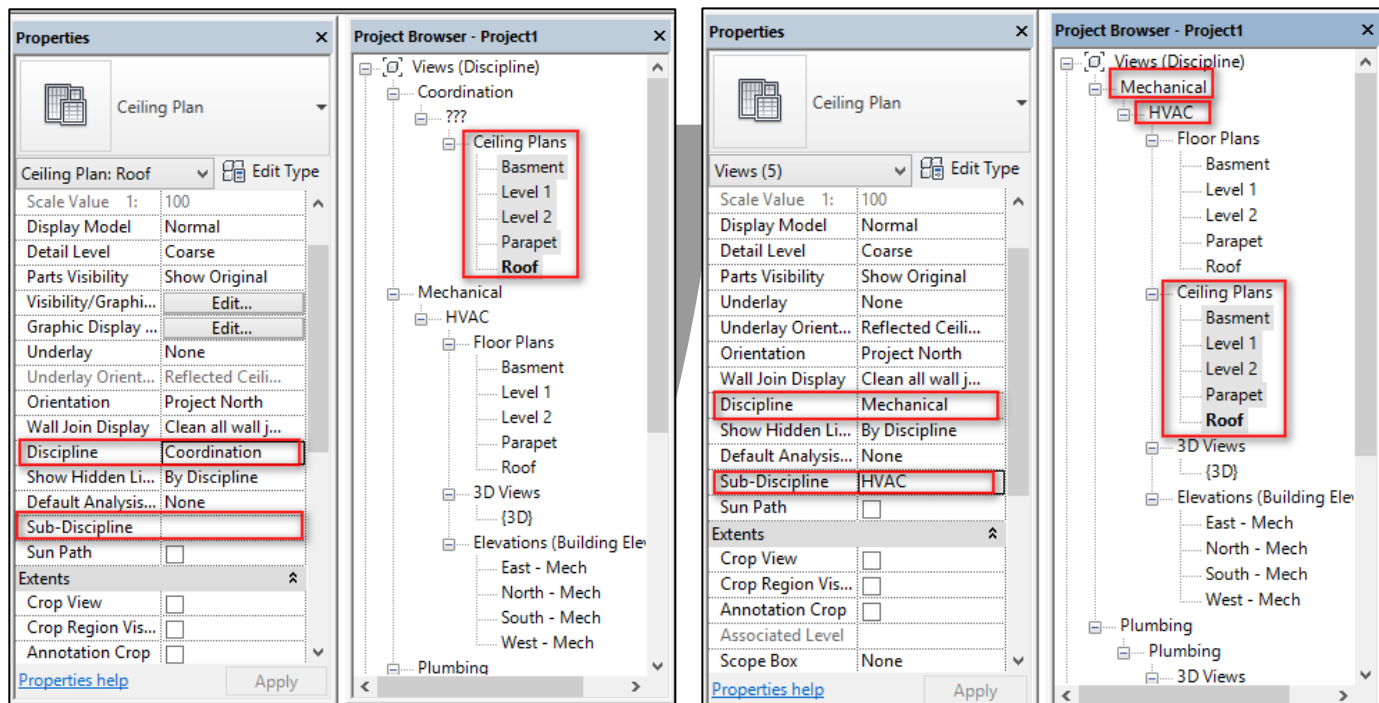 Properties ×
Ceiling Plan
Ceiling Plan: Roof Edit Type
Scale Value 1: 100
Display Model Normal
Detail Level Coarse
Parts Visibility Show Original
Visibility/Graphi... Edit...
Graphic Display ... Edit...
Underlay None
Underlay Orient... Reflected Ceili...
Orientation Project North
Wall Join Display Clean all wall j...
Discipline Coordination
Show Hidden Li... By Discipline
Default Analysis... None
Sub-Discipline
Sun Path
Extents
Crop View
Crop Region Vis...
Annotation Crop
Properties help Apply
Project Browser - Project1 ×
Views (Discipline)
Coordination
???
Ceiling Plans
Basment
Level 1
Level 2
Parapet
Roof
Mechanical
HVAC
Floor Plans
Basment
Level 1
Level 2
Parapet
Roof
3D Views
{3D}
Elevations (Building Ele
East - Mech
North - Mech
South - Mech
West - Mech
Plumbing
Properties ×
Ceiling Plan
Views (5) Edit Type
Scale Value 1: 100
Display Model Normal
Detail Level Coarse
Parts Visibility Show Original
Underlay None
Underlay Orient... Reflected Ceili...
Orientation Project North
Wall Join Display Clean all wall j...
Discipline Mechanical
Show Hidden Li... By Discipline
Default Analysis... None
Sub-Discipline HVAC
Sun Path
Extents
Crop View
Crop Region Vis...
Annotation Crop
Associated Level
Scope Box None
Properties help Apply
Project Browser - Project1 ×
Views (Discipline)
Mechanical
HVAC
Floor Plans
Basment
Level 1
Level 2
Parapet
Roof
Ceiling Plans
Basment
Level 1
Level 2
Parapet
Roof
3D Views
{3D}
Elevations (Building Ele
East - Mech
North - Mech
South - Mech
West - Mech
Plumbing
Plumbing
3D Views